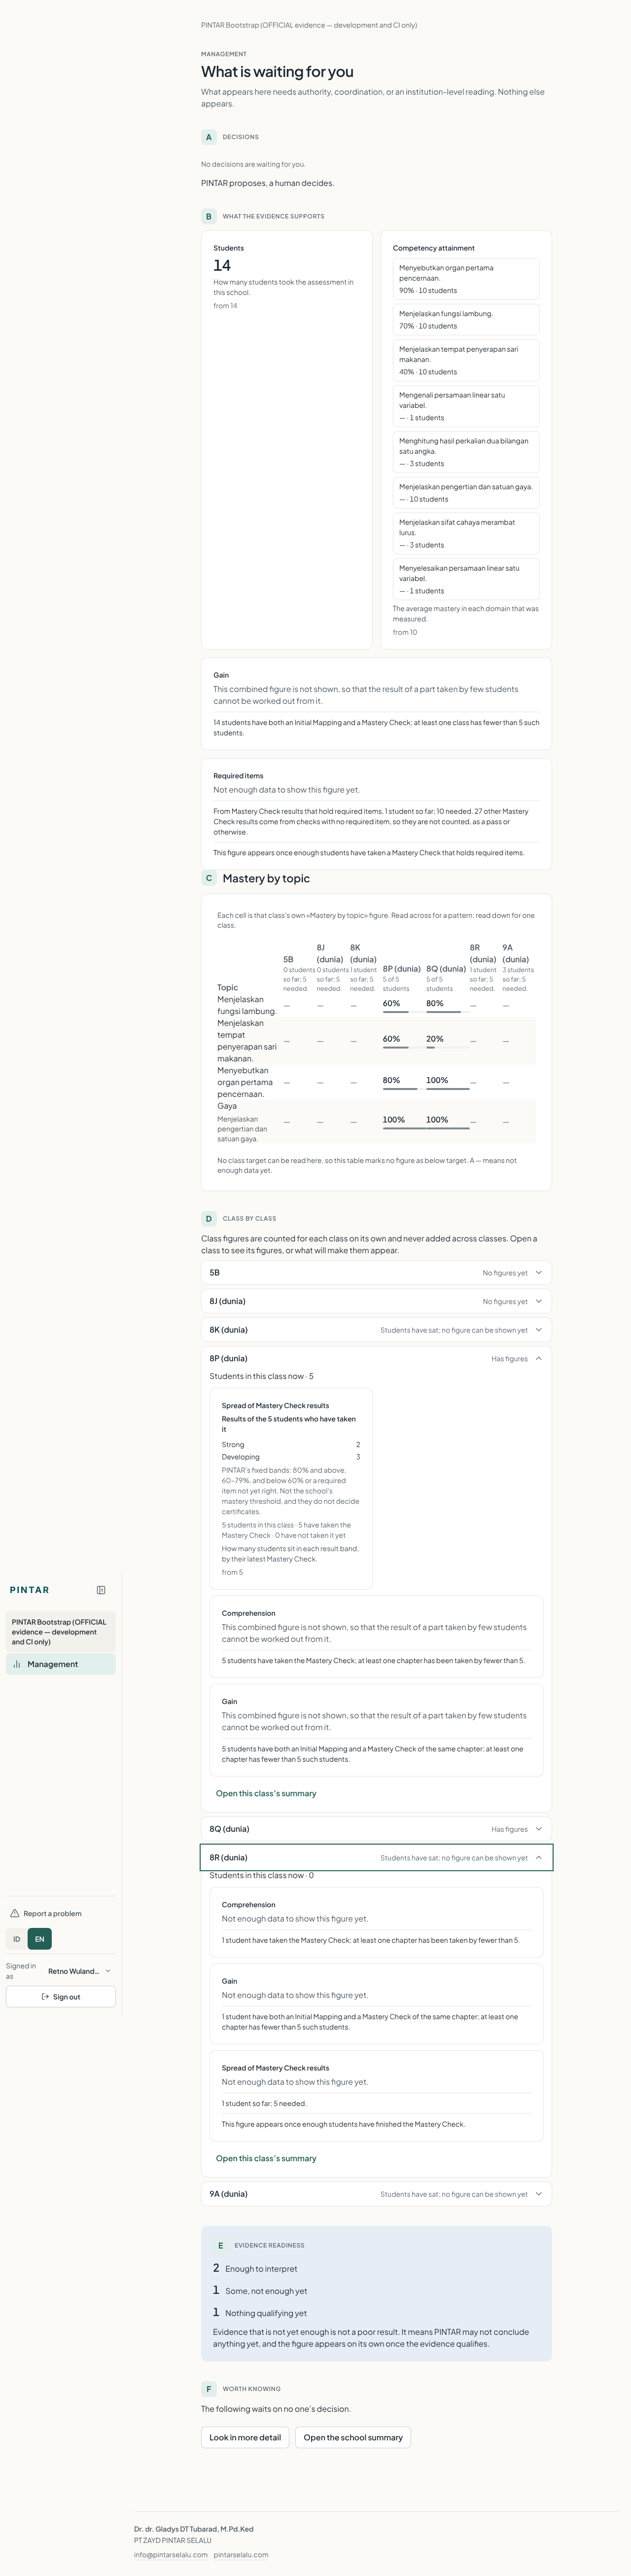 PINTAR Bootstrap (OFFICIAL evidence — development and CI only)
MANAGEMENT
What is waiting for you
What appears here needs authority, coordination, or an institution-level reading. Nothing else
appears.
A DECISIONS
No decisions are waiting for you.
PINTAR proposes, a human decides.
B WHAT THE EVIDENCE SUPPORTS
Students
14
How many students took the assessment in
this school.
from 14
Competency attainment
Menyebutkan organ pertama
pencernaan.
90% · 10 students
Menjelaskan fungsi lambung.
70% · 10 students
Menjelaskan tempat penyerapan sari
makanan.
40% · 10 students
Mengenali persamaan linear satu
variabel.
— · 1 students
Menghitung hasil perkalian dua bilangan
satu angka.
— · 3 students
Menjelaskan pengertian dan satuan gaya.
— · 10 students
Menjelaskan sifat cahaya merambat
lurus.
— · 3 students
Menyelesaikan persamaan linear satu
variabel.
— · 1 students
The average mastery in each domain that was
measured.
from 10
Gain
This combined figure is not shown, so that the result of a part taken by few students
cannot be worked out from it.
14 students have both an Initial Mapping and a Mastery Check; at least one class has fewer than 5 such
students.
Required items
Not enough data to show this figure yet.
From Mastery Check results that hold required items, 1 student so far; 10 needed. 27 other Mastery
Check results come from checks with no required item, so they are not counted, as a pass or
otherwise.
This figure appears once enough students have taken a Mastery Check that holds required items.
C Mastery by topic
Each cell is that class's own «Mastery by topic» figure. Read across for a pattern; read down for one
class.
Topic
5B
0 students
so far; 5
needed.
8J
(dunia)
0 students
so far; 5
needed.
8K
(dunia)
1 student
so far; 5
needed.
8P (dunia)
5 of 5
students
8Q (dunia)
5 of 5
students
8R
(dunia)
1 student
so far; 5
needed.
9A
(dunia)
3 students
so far; 5
needed.
Menjelaskan
fungsi lambung.
— — — 60% 80% — —
Menjelaskan
tempat
penyerapan sari
makanan.
— — — 60% 20% — —
Menyebutkan
organ pertama
pencernaan.
— — — 80% 100% — —
Gaya
Menjelaskan
pengertian dan
satuan gaya.
— — — 100% 100% — —
No class target can be read here, so this table marks no figure as below target. A — means not
enough data yet.
D CLASS BY CLASS
Class figures are counted for each class on its own and never added across classes. Open a
class to see its figures, or what will make them appear.
5B No figures yet
8J (dunia) No figures yet
8K (dunia) Students have sat; no figure can be shown yet
8P (dunia) Has figures
Students in this class now · 5
Spread of Mastery Check results
Results of the 5 students who have taken
it
Strong 2
Developing 3
PINTAR's fixed bands: 80% and above,
60–79%, and below 60% or a required
item not yet right. Not the school's
mastery threshold, and they do not decide
certificates.
5 students in this class · 5 have taken the
Mastery Check · 0 have not taken it yet
How many students sit in each result band,
by their latest Mastery Check.
from 5
Comprehension
This combined figure is not shown, so that the result of a part taken by few students
cannot be worked out from it.
5 students have taken the Mastery Check; at least one chapter has been taken by fewer than 5.
Gain
This combined figure is not shown, so that the result of a part taken by few students
cannot be worked out from it.
5 students have both an Initial Mapping and a Mastery Check of the same chapter; at least one
chapter has fewer than 5 such students.
Open this class's summary
8Q (dunia) Has figures
8R (dunia) Students have sat; no figure can be shown yet
Students in this class now · 0
Comprehension
Not enough data to show this figure yet.
1 student have taken the Mastery Check; at least one chapter has been taken by fewer than 5.
Gain
Not enough data to show this figure yet.
1 student have both an Initial Mapping and a Mastery Check of the same chapter; at least one
chapter has fewer than 5 such students.
Spread of Mastery Check results
Not enough data to show this figure yet.
1 student so far; 5 needed.
This figure appears once enough students have finished the Mastery Check.
Open this class's summary
9A (dunia) Students have sat; no figure can be shown yet
E EVIDENCE READINESS
2 Enough to interpret
1 Some, not enough yet
1 Nothing qualifying yet
Evidence that is not yet enough is not a poor result. It means PINTAR may not conclude
anything yet, and the figure appears on its own once the evidence qualifies.
F WORTH KNOWING
The following waits on no one's decision.
Look in more detail
Open the school summary
PINTAR
PINTAR Bootstrap (OFFICIAL
evidence — development
and CI only)
Management
Report a problem
ID EN
Signed in
as
Retno Wuland...
Sign out
Dr. dr. Gladys DT Tubarad, M.Pd.Ked
PT ZAYD PINTAR SELALU
info@pintarselalu.com pintarselalu.com